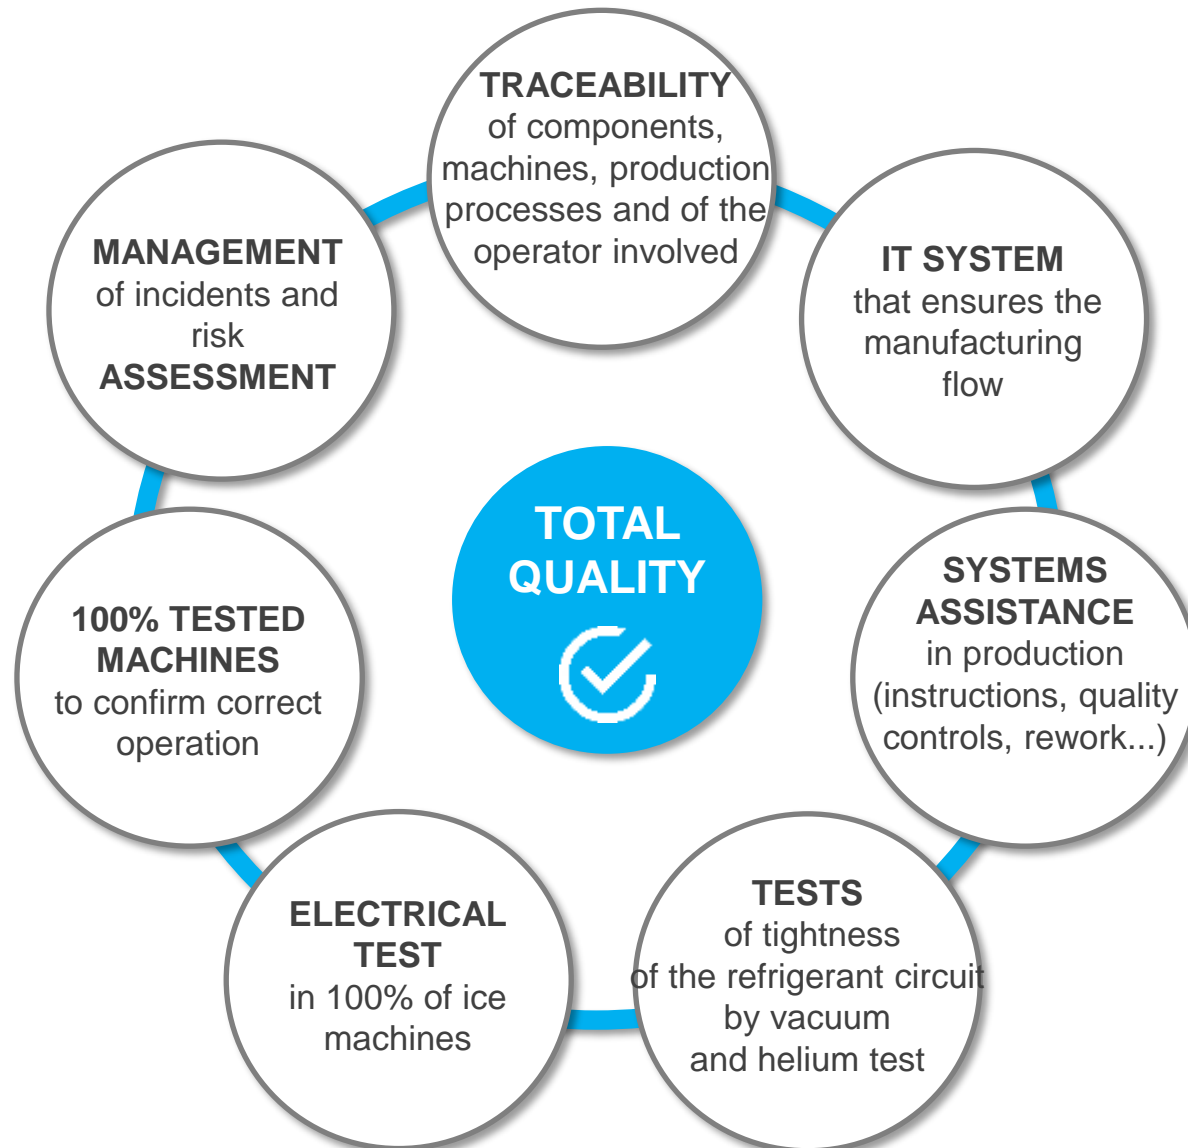 TRACEABILITY
of components,
machines, production
processes and of the
operator involved
IT SYSTEM
that ensures the
manufacturing
flow
SYSTEMS
ASSISTANCE
in production
(instructions, quality
controls, rework...)
TESTS
of tightness
of the refrigerant circuit
by vacuum
and helium test
ELECTRICAL
TEST
in 100% of ice
machines
100% TESTED
MACHINES
to confirm correct
operation
MANAGEMENT
of incidents and
risk
ASSESSMENT
TOTAL
QUALITY